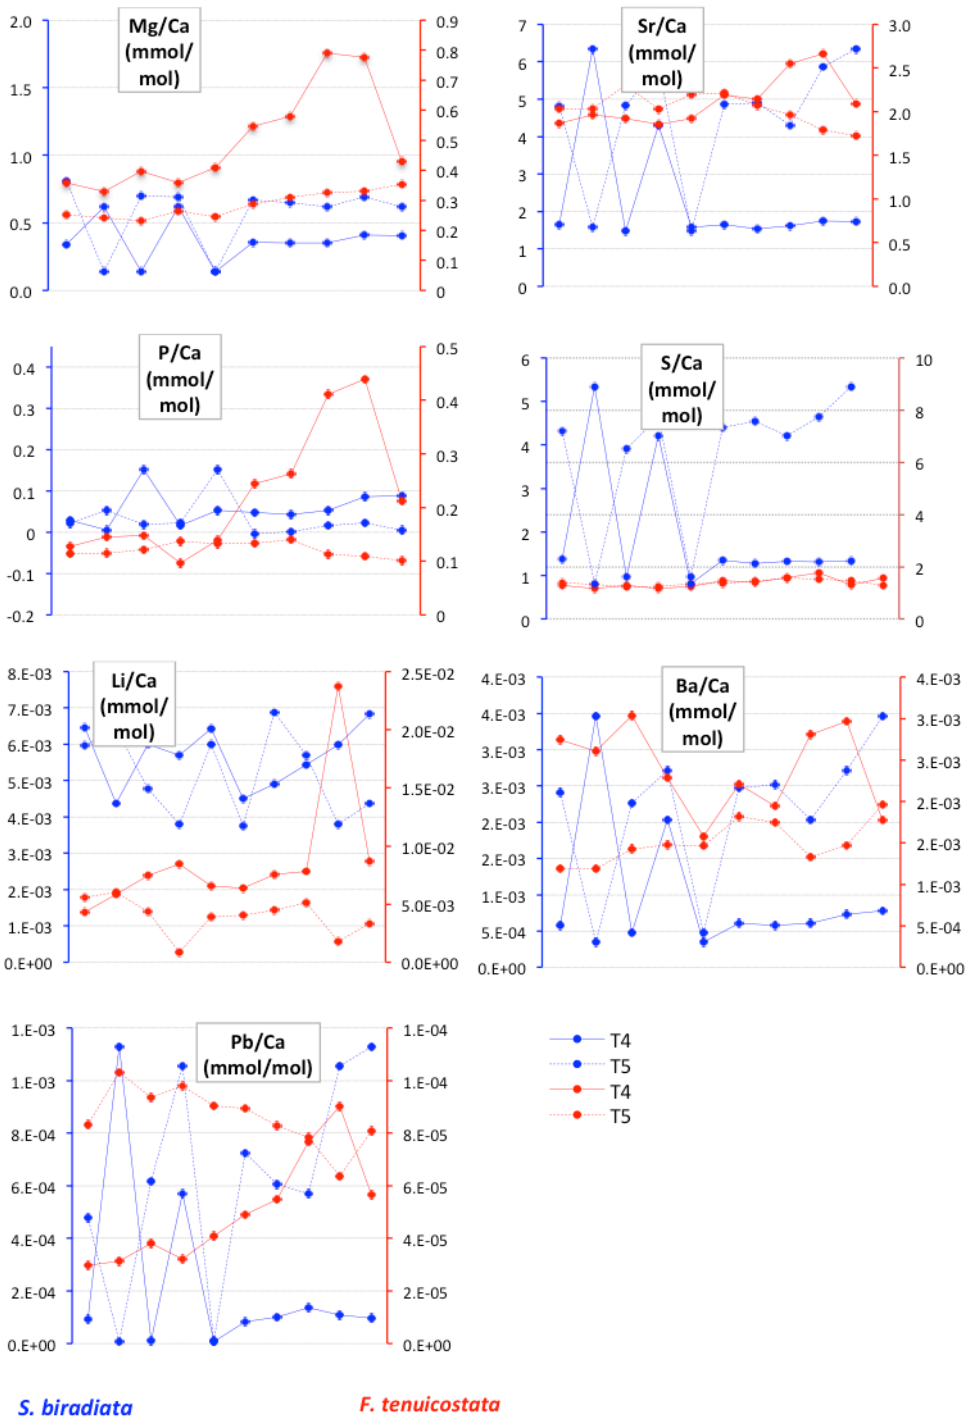 Mg/Ca
(mmol/
mol)
2.0
1.5
1.0
0.5
0.0
0.9
0.8
0.7
0.6
0.5
0.4
0.3
0.2
0.1
0
Sr/Ca
(mmol/
mol)
7
6
5
4
3
2
1
0
3.0
2.5
2.0
1.5
1.0
0.5
0.0
P/Ca
(mmol/
mol)
0.4
0.3
0.2
0.1
0
-0.1
-0.2
0.5
0.4
0.3
0.2
0.1
0
S/Ca
(mmol/
mol)
6
5
4
3
2
1
0
10
8
6
4
2
0
Li/Ca
(mmol/
mol)
8.E-03
7.E-03
6.E-03
5.E-03
4.E-03
3.E-03
2.E-03
1.E-03
0.E+00
2.5E-02
2.0E-02
1.5E-02
1.0E-02
5.0E-03
0.0E+00
Ba/Ca
(mmol/
mol)
4.E-03
4.E-03
3.E-03
3.E-03
2.E-03
2.E-03
1.E-03
5.E-04
0.E+00
4.E-03
3.E-03
3.E-03
2.E-03
2.E-03
1.E-03
5.E-04
0.E+00
Pb/Ca
(mmol/mol)
1.E-03
1.E-03
8.E-04
6.E-04
4.E-04
2.E-04
0.E+00
1.E-04
1.E-04
8.E-05
6.E-05
4.E-05
2.E-05
0.E+00
T4
T5
T4
T5
S. biradiata
F. tenuicostata